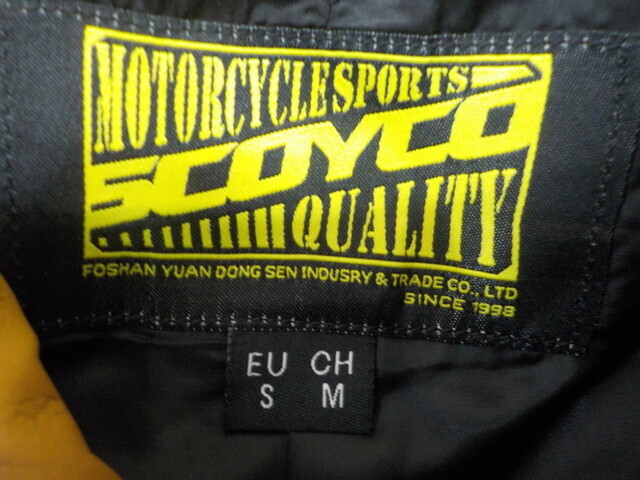 MOTORCYCLESPORTS
SCOYCO
QUALITY
FOSHAN YUAN DONG SEN INDUSRY & TRADE CO., LTD
SINCE 1998
EU CH
S M